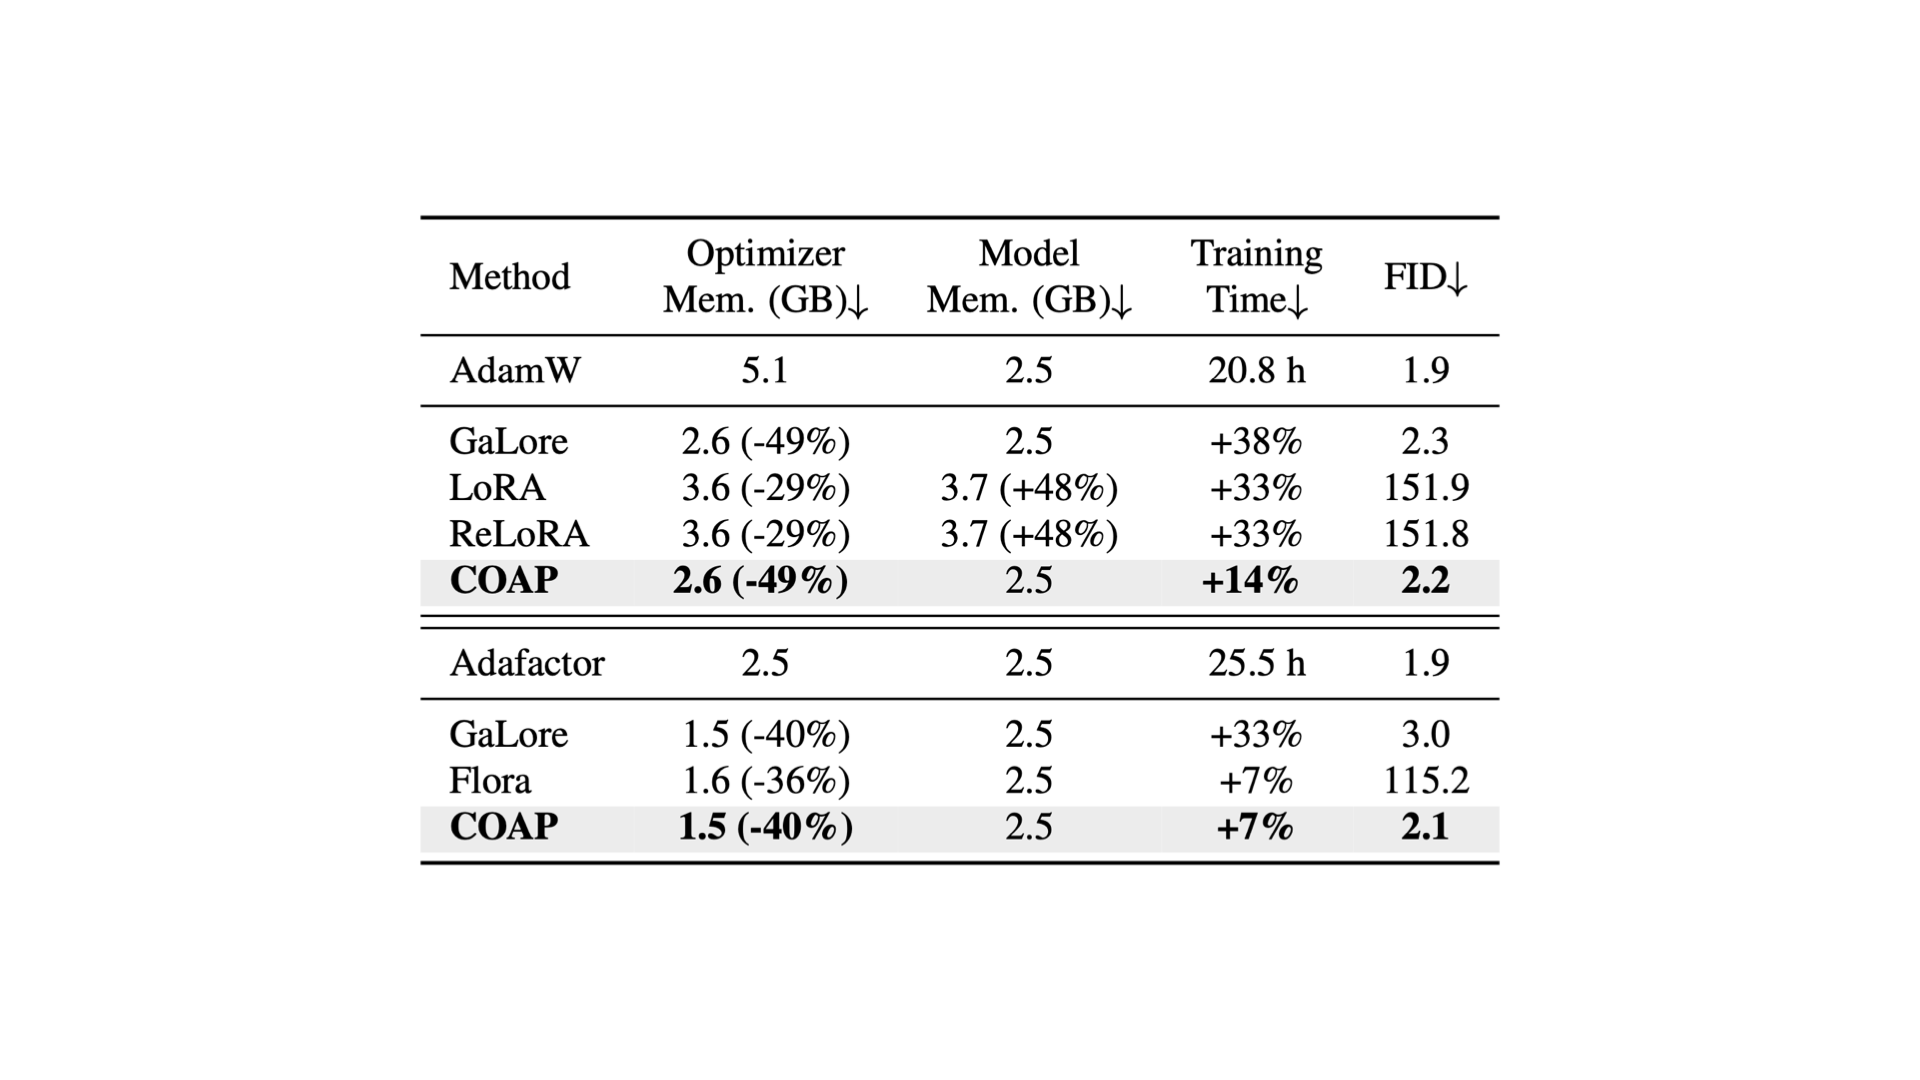 Method Optimizer Mem. (GB)↓ Model Mem. (GB)↓ Training Time↓ FID↓
AdamW 5.1 2.5 20.8 h 1.9
GaLore 2.6 (-49%) 2.5 +38% 2.3
LoRA 3.6 (-29%) 3.7 (+48%) +33% 151.9
ReLoRA 3.6 (-29%) 3.7 (+48%) +33% 151.8
COAP 2.6 (-49%) 2.5 +14% 2.2
Adafactor 2.5 2.5 25.5 h 1.9
GaLore 1.5 (-40%) 2.5 +33% 3.0
Flora 1.6 (-36%) 2.5 +7% 115.2
COAP 1.5 (-40%) 2.5 +7% 2.1